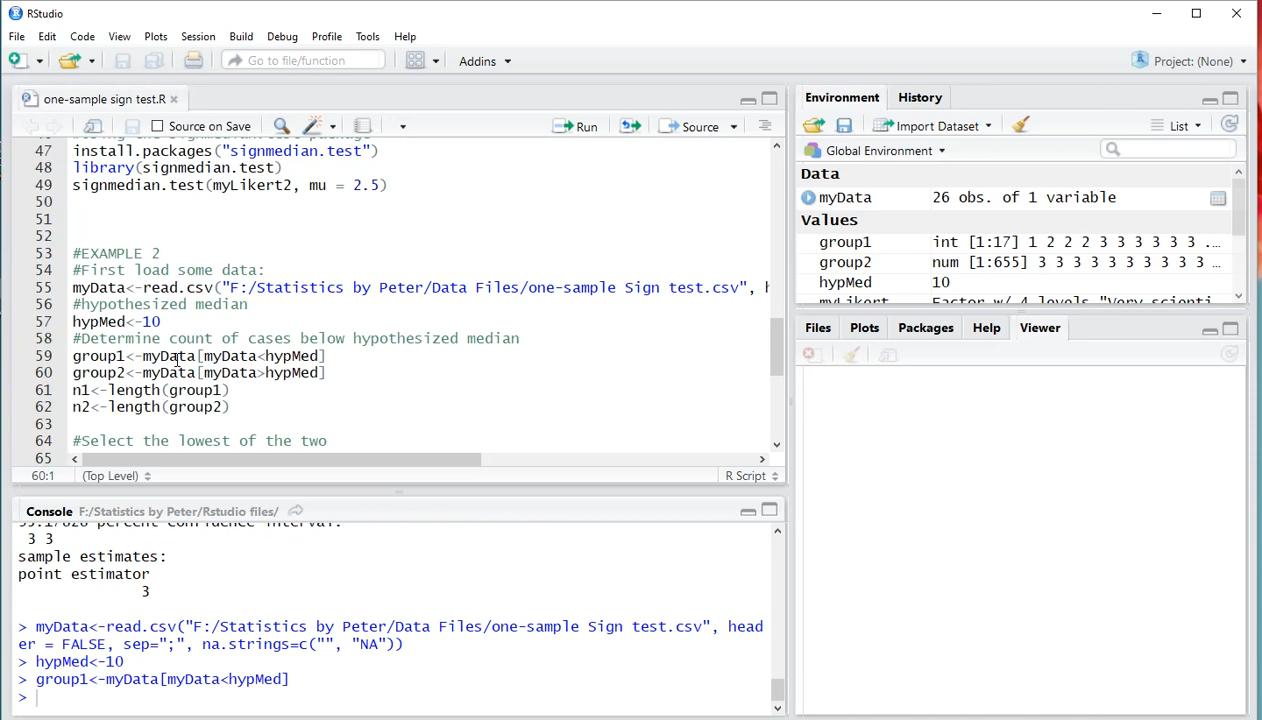 RStudio
File Edit Code View Plots Session Build Debug Profile Tools Help
Go to file/function Addins Project: (None)
one-sample sign test.R
Source on Save Run Source
47 install.packages("signmedian.test")
48 library(signmedian.test)
49 signmedian.test(myLikert2, mu = 2.5)
50
51
52
53 #EXAMPLE 2
54 #First load some data:
55 myData<-read.csv("F:/Statistics by Peter/Data Files/one-sample Sign test.csv", h
56 #hypothesized median
57 hypMed<-10
58 #Determine count of cases below hypothesized median
59 group1<-myData[myData<hypMed]
60 group2<-myData[myData>hypMed]
61 n1<-length(group1)
62 n2<-length(group2)
63
64 #Select the lowest of the two
65
60:1 (Top Level) R Script
Console F:/Statistics by Peter/Rstudio files/
3 3
sample estimates:
point estimator
3
> myData<-read.csv("F:/Statistics by Peter/Data Files/one-sample Sign test.csv", head
er = FALSE, sep=";", na.strings=c("", "NA"))
> hypMed<-10
> group1<-myData[myData<hypMed]
>
Environment History
Import Dataset List
Global Environment
Data
myData 26 obs. of 1 variable
Values
group1 int [1:17] 1 2 2 2 3 3 3 3 3 3 ...
group2 num [1:655] 3 3 3 3 3 3 3 3 3 3 ...
hypMed 10
myLikert Factor w/ 4 levels "Very scienti
Files Plots Packages Help Viewer